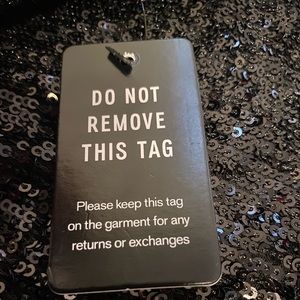 DO NOT
REMOVE
THIS TAG
Please keep this tag
on the garment for any
returns or exchanges